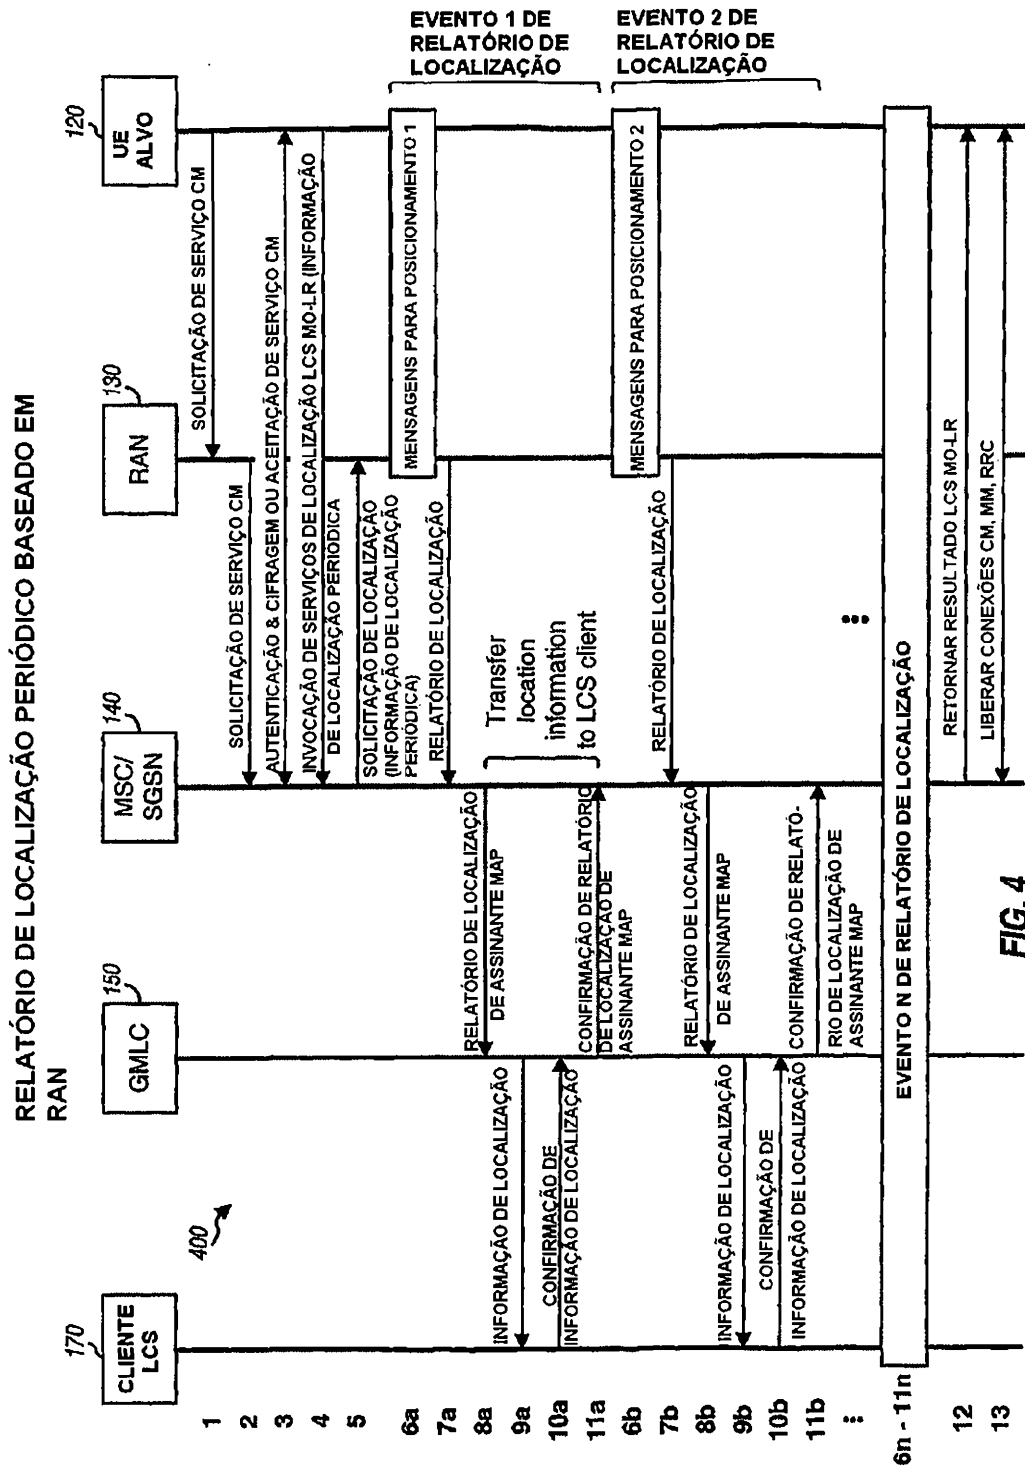 RELATÓRIO DE LOCALIZAÇÃO PERIÓDICO BASEADO EM
RAN
400
170
CLIENTE
LCS
150
GMLC
140
MSC/
SGSN
130
RAN
120
UE
ALVO
1
SOLICITAÇÃO DE SERVIÇO CM
2
SOLICITAÇÃO DE SERVIÇO CM
3
AUTENTICAÇÃO & CIFRAGEM OU ACEITAÇÃO DE SERVIÇO CM
4
INVOCAÇÃO DE SERVIÇOS DE LOCALIZAÇÃO LCS MO-LR (INFORMAÇÃO
DE LOCALIZAÇÃO PERIODICA
5
SOLICITAÇÃO DE LOCALIZAÇÃO
(INFORMAÇÃO DE LOCALIZAÇÃO
PERIÓDICA)
6a
MENSAGENS PARA POSICIONAMENTO 1
EVENTO 1 DE
RELATÓRIO DE
LOCALIZAÇÃO
7a
RELATÓRIO DE LOCALIZAÇÃO
8a
RELATÓRIO DE LOCALIZAÇÃO
DE ASSINANTE MAP
Transfer
location
information
to LCS client
9a
INFORMAÇÃO DE LOCALIZAÇÃO
10a
CONFIRMAÇÃO DE
INFORMAÇÃO DE LOCALIZAÇÃO
11a
CONFIRMAÇÃO DE RELATÓRIO
DE LOCALIZAÇÃO DE
ASSINANTE MAP
6b
MENSAGENS PARA POSICIONAMENTO 2
EVENTO 2 DE
RELATÓRIO DE
LOCALIZAÇÃO
7b
RELATÓRIO DE LOCALIZAÇÃO
8b
RELATÓRIO DE LOCALIZAÇÃO
DE ASSINANTE MAP
9b
INFORMAÇÃO DE LOCALIZAÇÃO
10b
CONFIRMAÇÃO DE
INFORMAÇÃO DE LOCALIZAÇÃO
11b
CONFIRMAÇÃO DE RELATÓ-
RIO DE LOCALIZAÇÃO DE
ASSINANTE MAP
6n - 11n
EVENTO N DE RELATÓRIO DE LOCALIZAÇÃO
12
RETORNAR RESULTADO LCS MO-LR
13
LIBERAR CONEXÕES CM, MM, RRC
FIG. 4